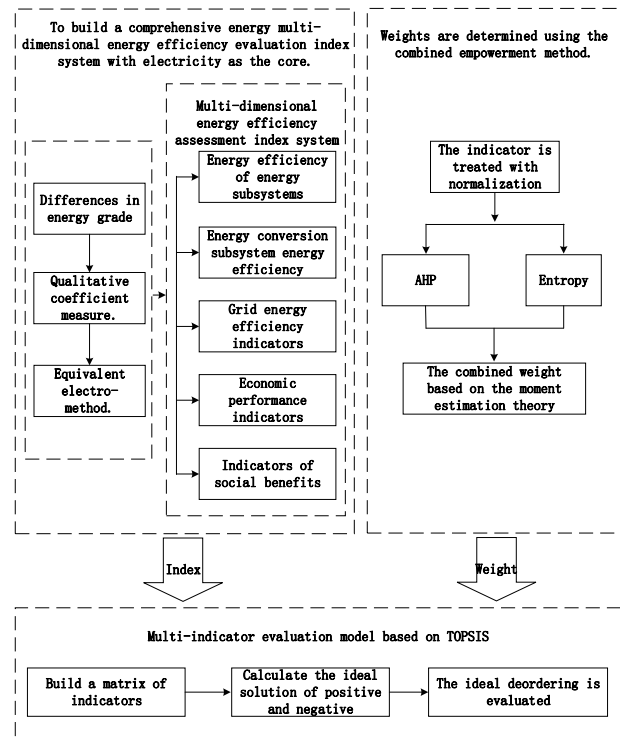 To build a comprehensive energy multi-
dimensional energy efficiency evaluation index
system with electricity as the core.
Multi-dimensional
energy efficiency
assessment index system
Differences in
energy grade
Qualitative
coefficient
measure.
Equivalent
electro-
method.
Energy efficiency
of energy
subsystems
Energy conversion
subsystem energy
efficiency
Grid energy
efficiency
indicators
Economic
performance
indicators
Indicators of
social benefits
Weights are determined using the
combined empowerment method.
The indicator is
treated with
normalization
AHP
Entropy
The combined weight
based on the moment
estimation theory
Index
Weight
Multi-indicator evaluation model based on TOPSIS
Build a matrix of
indicators
Calculate the ideal
solution of positive
and negative
The ideal deordering is
evaluated